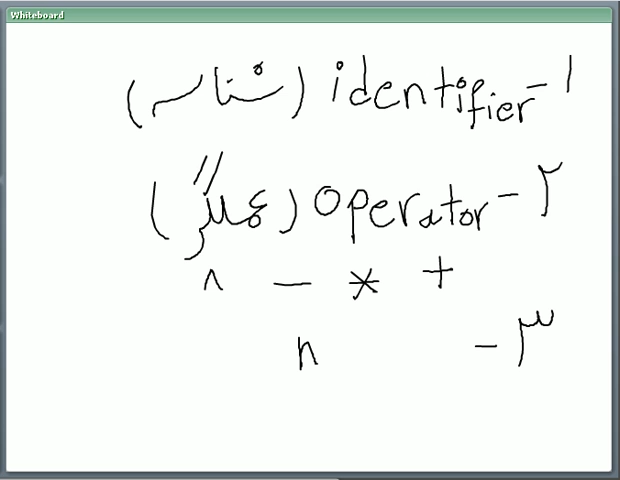 Whiteboard
۱- identifier (شناسه)
۲- operator (عملگر)
+ * - ^
۳- n